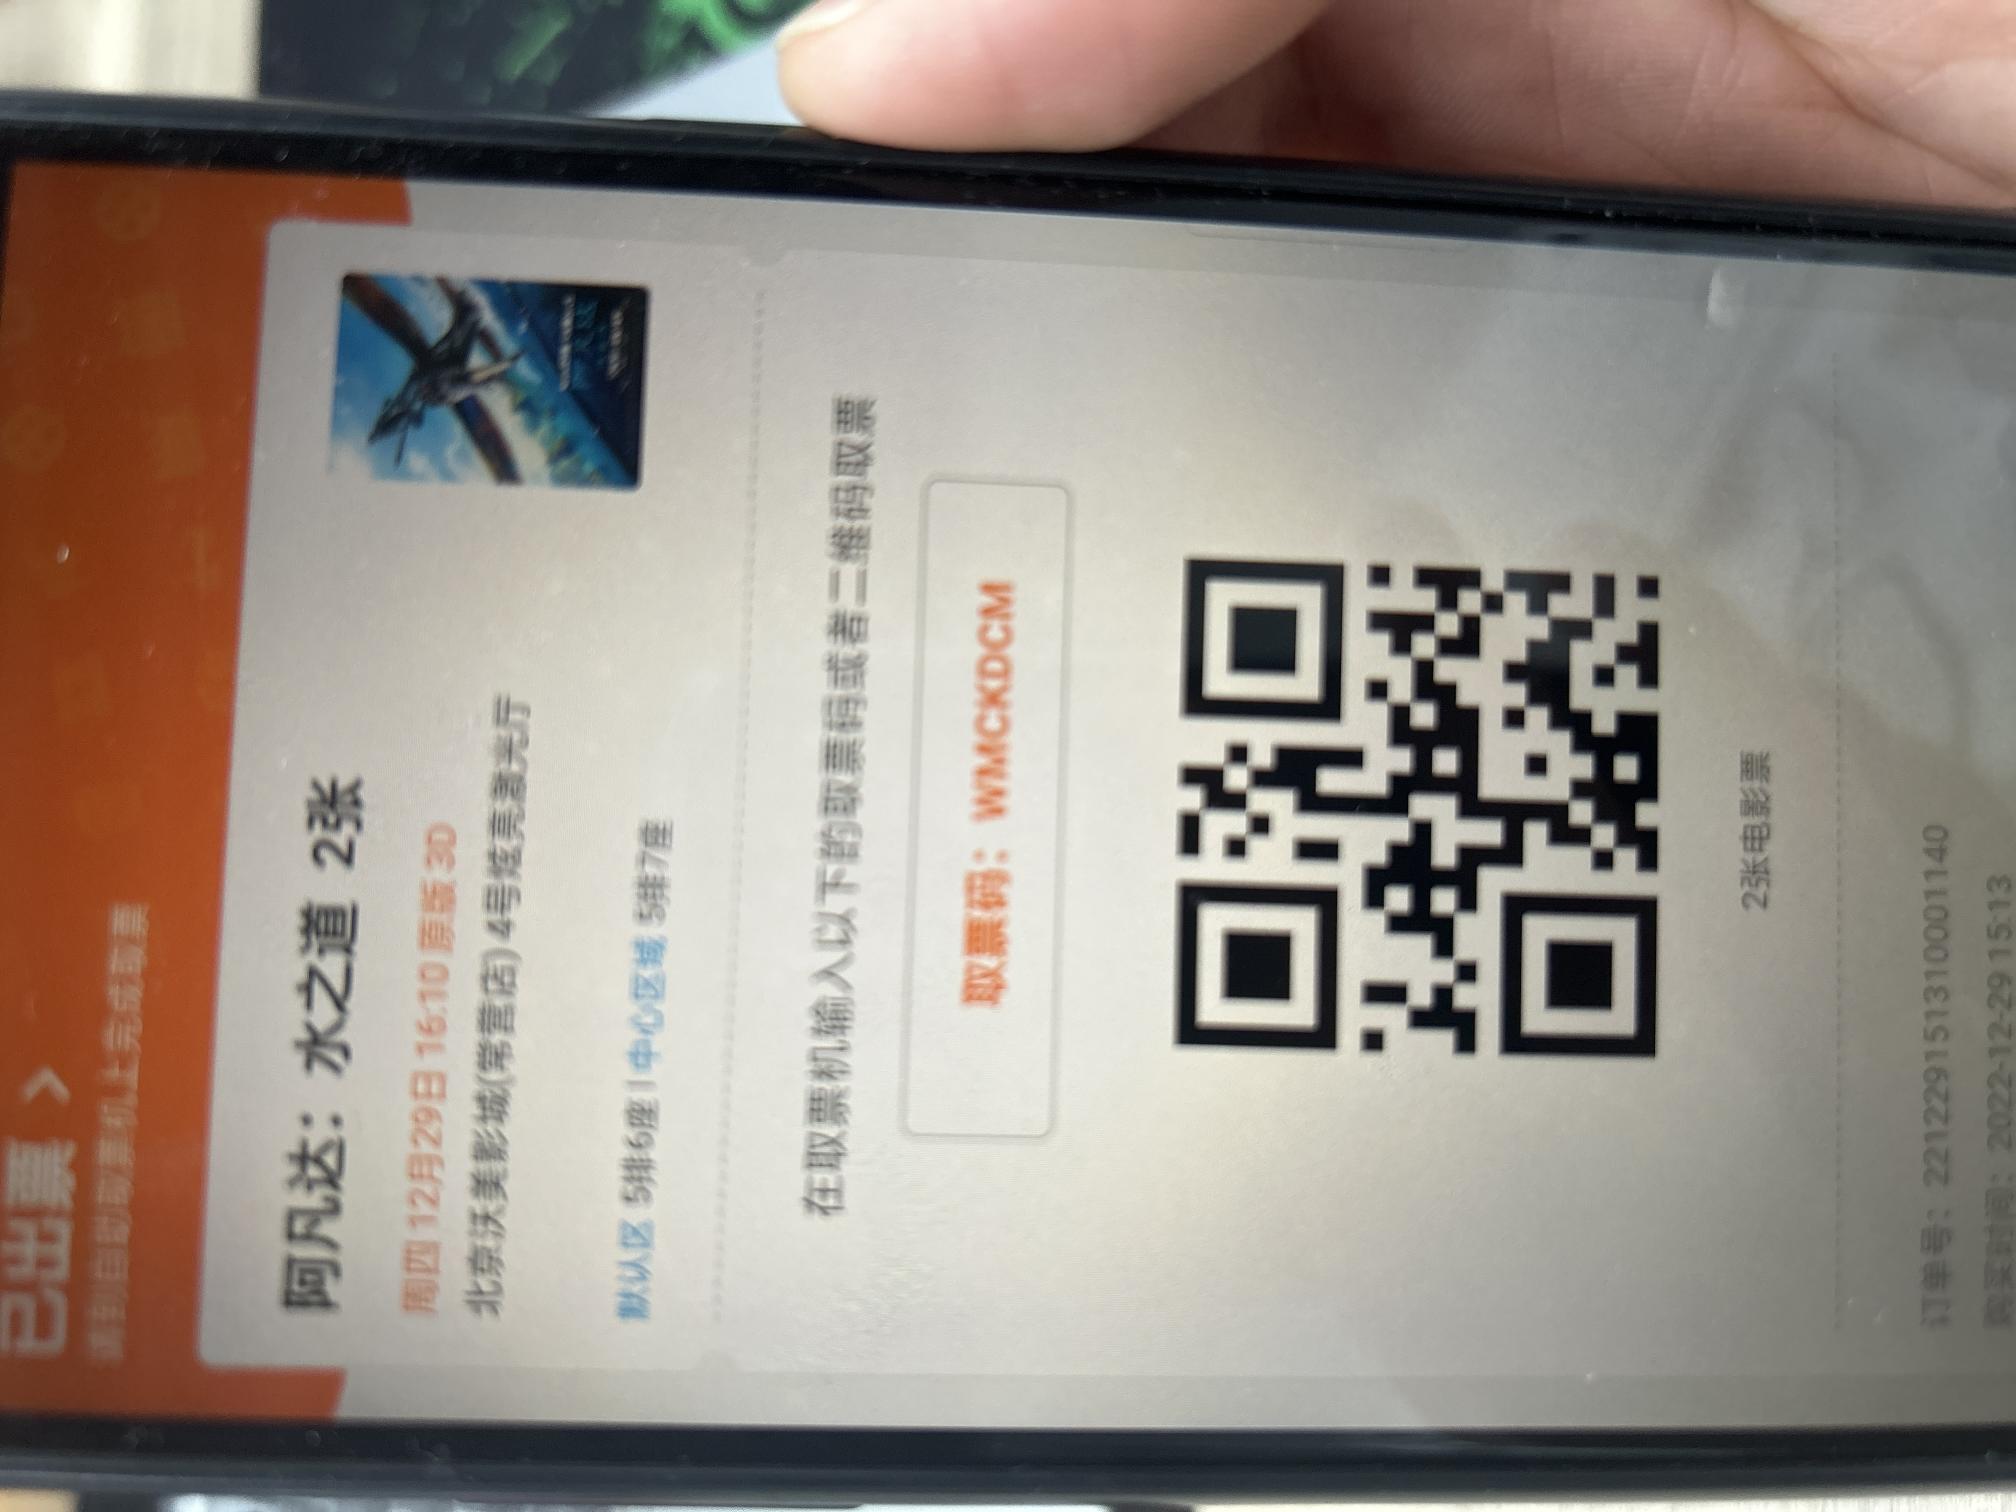 已出票
请到自助取票机上完成取票
阿凡达：水之道 2张
周四 12月29日 16:10 原版 3D
北京沃美影城(常营店) 4号炫亮激光厅
默认区 5排6座 | 中心区域 5排7座
在取票机输入以下的取票码或者二维码取票
取票码：WMCKDCM
2张电影票
订单号：221229151310001140
购买时间：2022-12-29 15:13